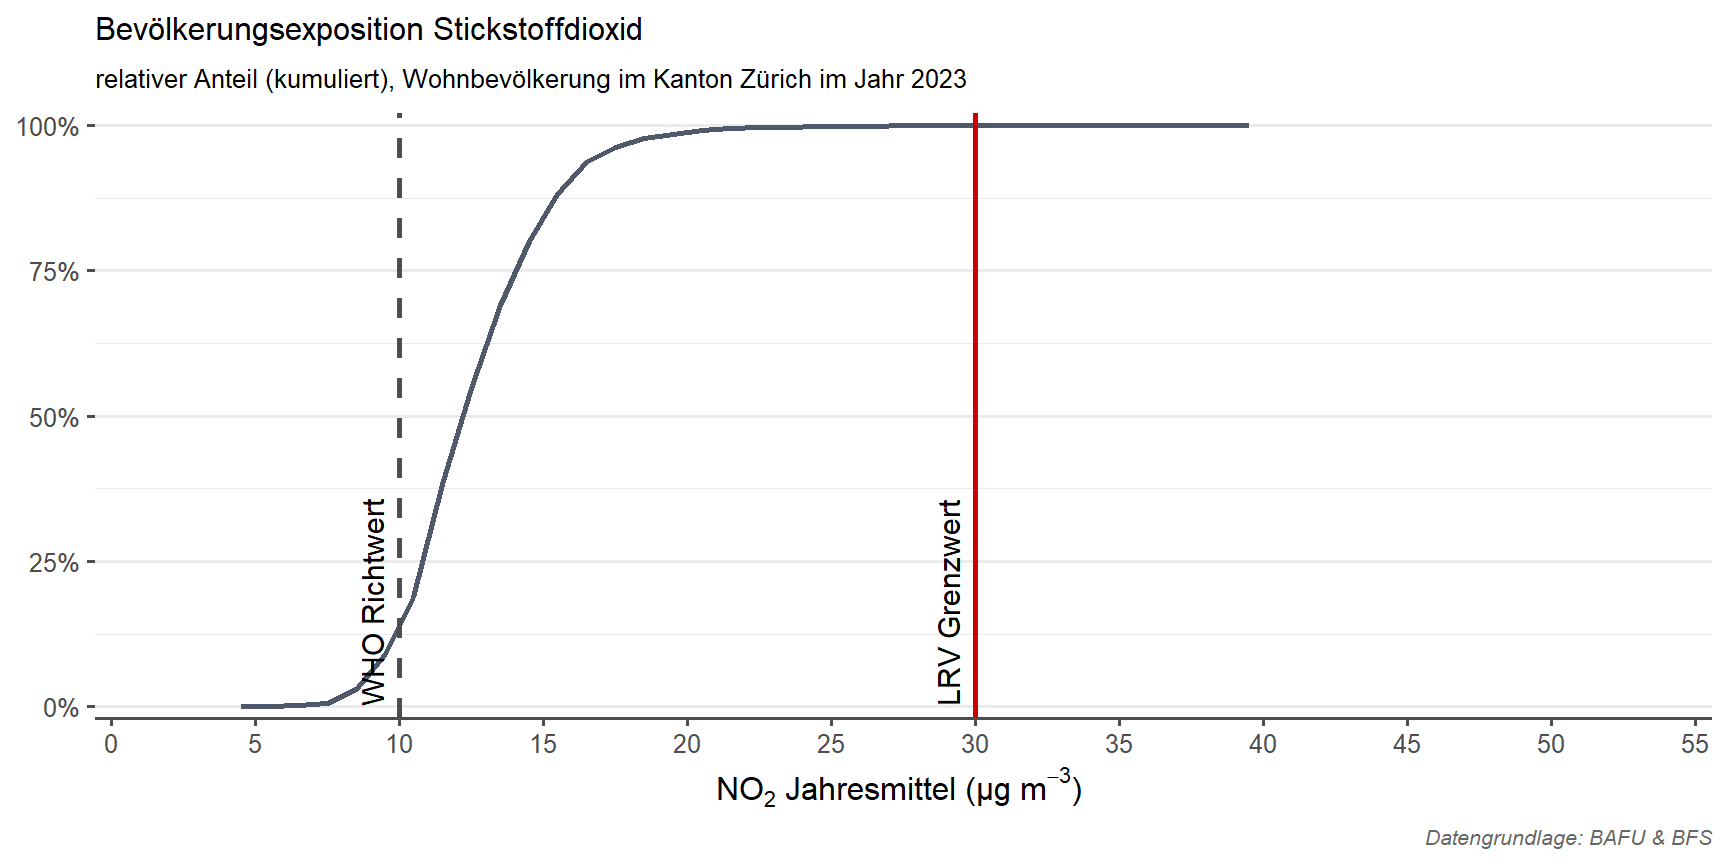 Bevölkerungsexposition Stickstoffdioxid
relativer Anteil (kumuliert), Wohnbevölkerung im Kanton Zürich im Jahr 2023
100%
75%
50%
25%
0%
WHO Richtwert
LRV Grenzwert
0 5 10 15 20 25 30 35 40 45 50 55
NO₂ Jahresmittel (µg m⁻³)
Datengrundlage: BAFU & BFS